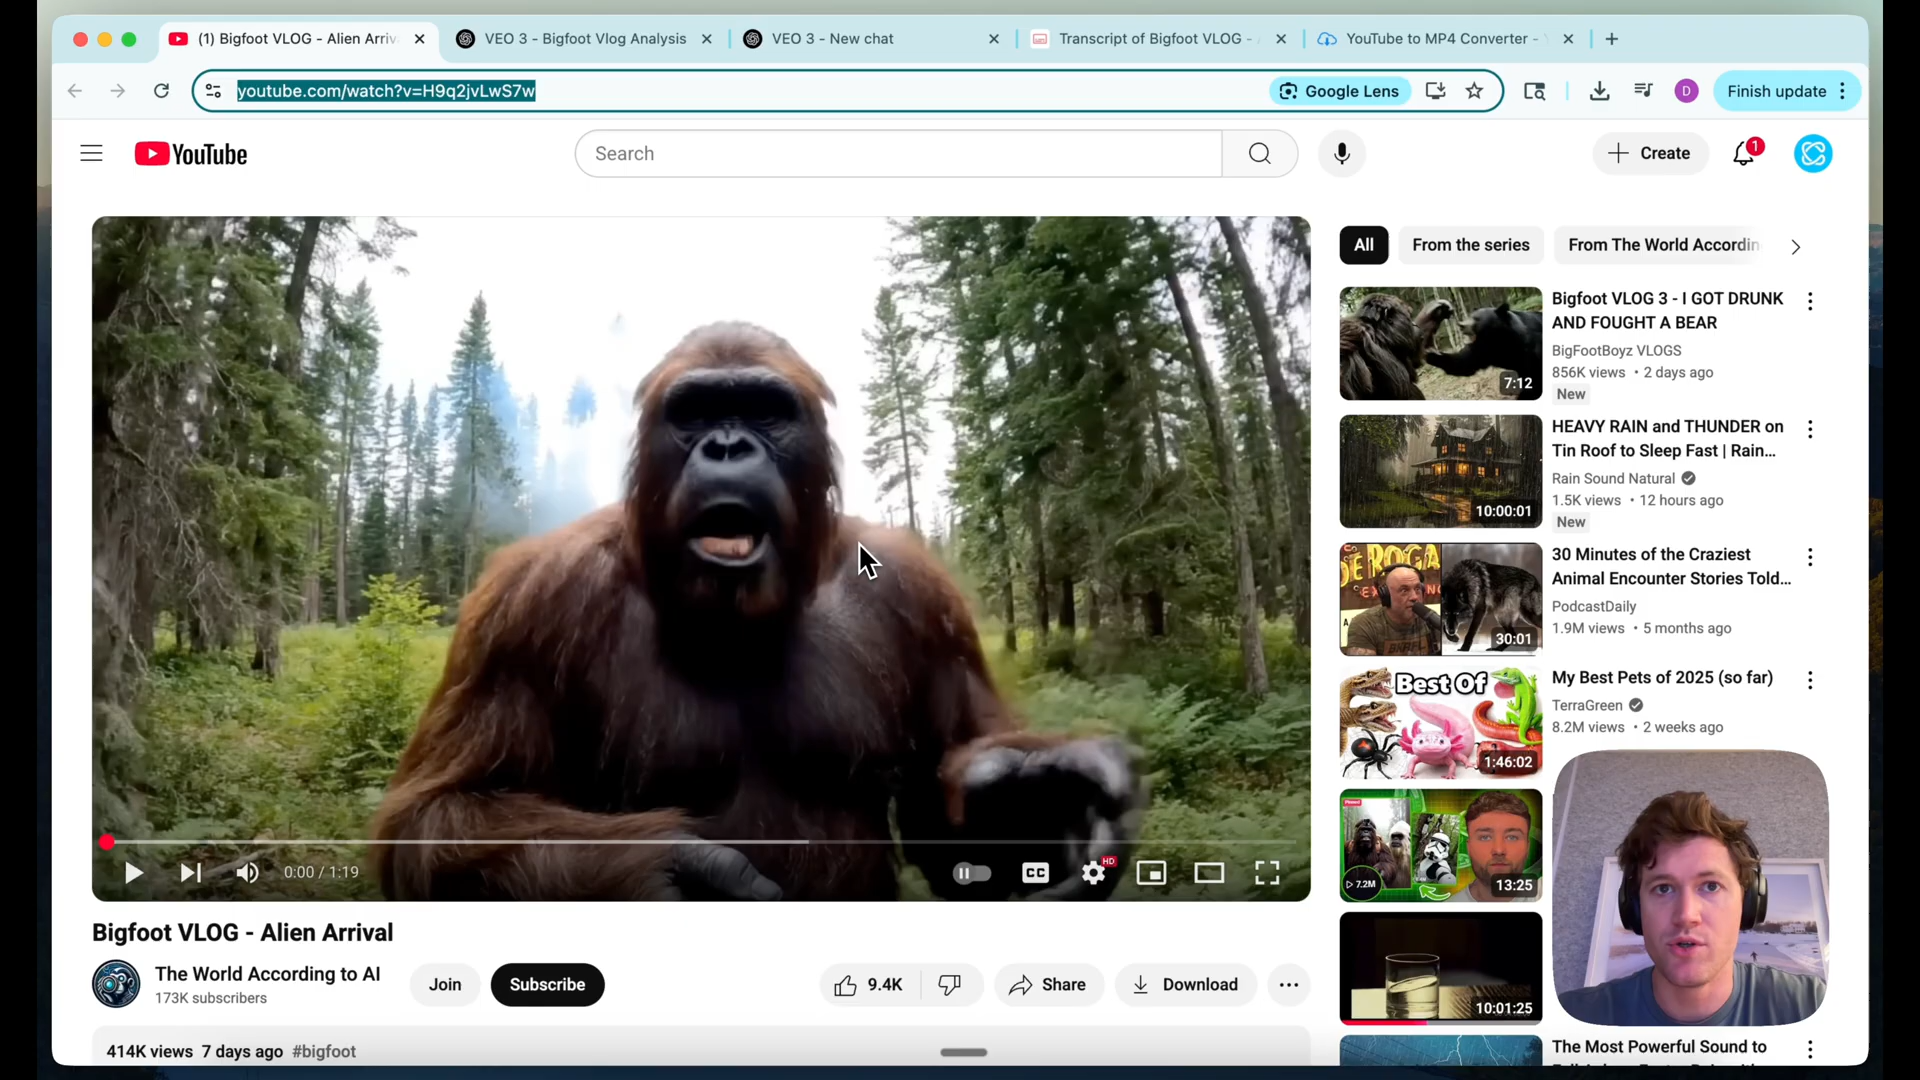 (1) Bigfoot VLOG - Alien Arriv
VEO 3 - Bigfoot Vlog Analysis
VEO 3 - New chat
Transcript of Bigfoot VLOG -
YouTube to MP4 Converter -
youtube.com/watch?v=H9q2jvLwS7w
Google Lens
D
Finish update
YouTube
Search
Create
1
All
From the series
From The World Accordin
Bigfoot VLOG 3 - I GOT DRUNK
AND FOUGHT A BEAR
BigFootBoyz VLOGS
856K views • 2 days ago
New
7:12
HEAVY RAIN and THUNDER on
Tin Roof to Sleep Fast | Rain...
Rain Sound Natural
1.5K views • 12 hours ago
New
10:00:01
30 Minutes of the Craziest
Animal Encounter Stories Told...
PodcastDaily
1.9M views • 5 months ago
30:01
My Best Pets of 2025 (so far)
TerraGreen
8.2M views • 2 weeks ago
Best Of
1:46:02
7.2M
13:25
10:01:25
The Most Powerful Sound to
0:00 / 1:19
CC
HD
Bigfoot VLOG - Alien Arrival
The World According to AI
173K subscribers
Join
Subscribe
9.4K
Share
Download
414K views 7 days ago #bigfoot